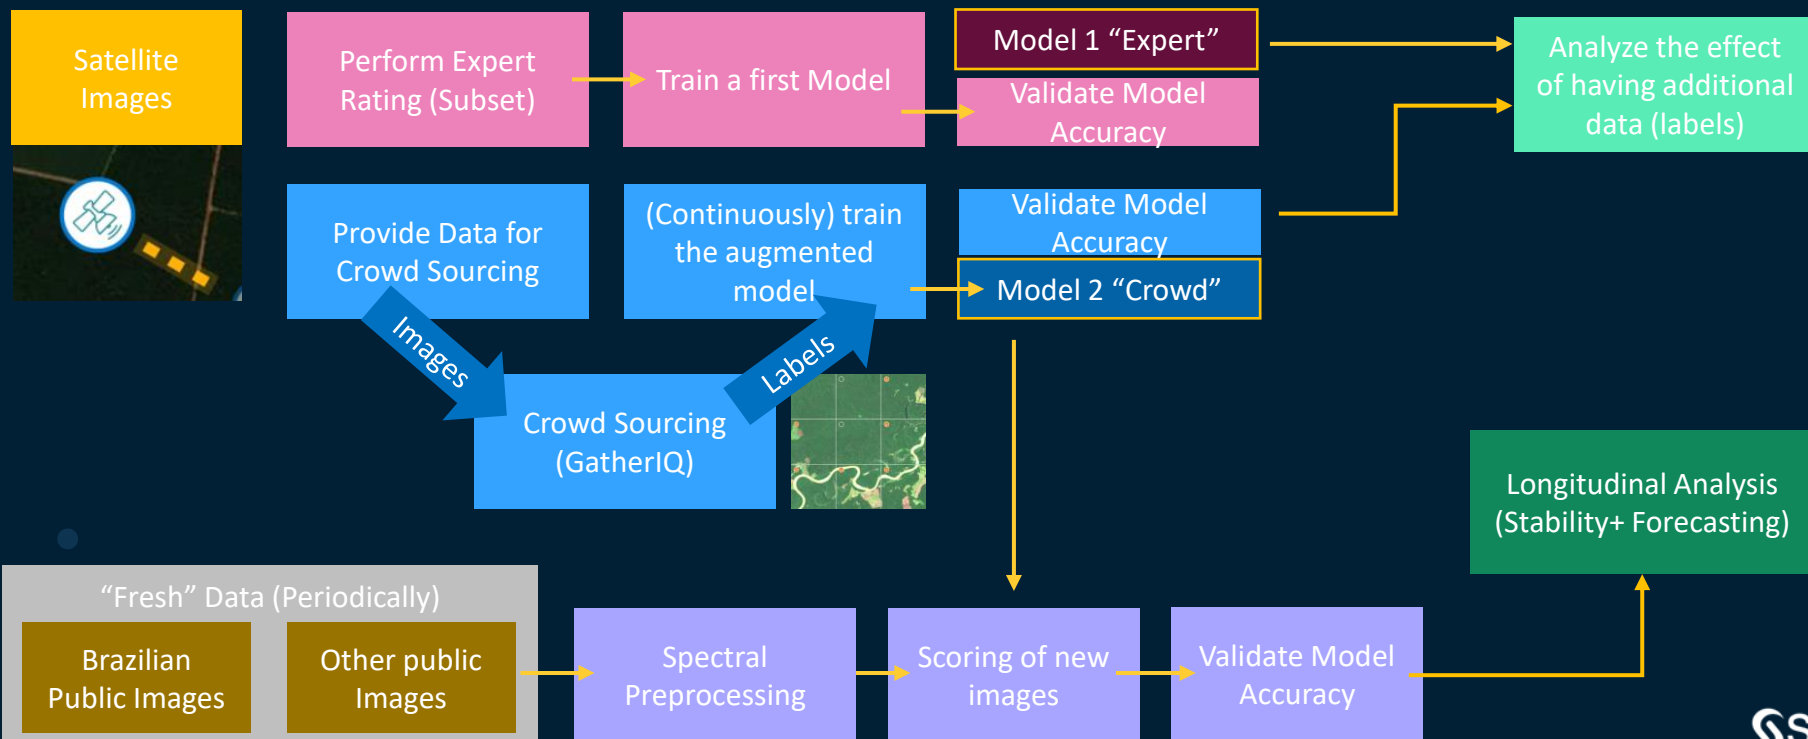 Satellite
Images
Perform Expert
Rating (Subset)
Train a first Model
Model 1 “Expert”
Validate Model
Accuracy
Analyze the effect
of having additional
data (labels)
Provide Data for
Crowd Sourcing
(Continuously) train
the augmented
model
Validate Model
Accuracy
Model 2 “Crowd”
Images
Labels
Crowd Sourcing
(GatherIQ)
Longitudinal Analysis
(Stability+ Forecasting)
“Fresh” Data (Periodically)
Brazilian
Public Images
Other public
Images
Spectral
Preprocessing
Scoring of new
images
Validate Model
Accuracy